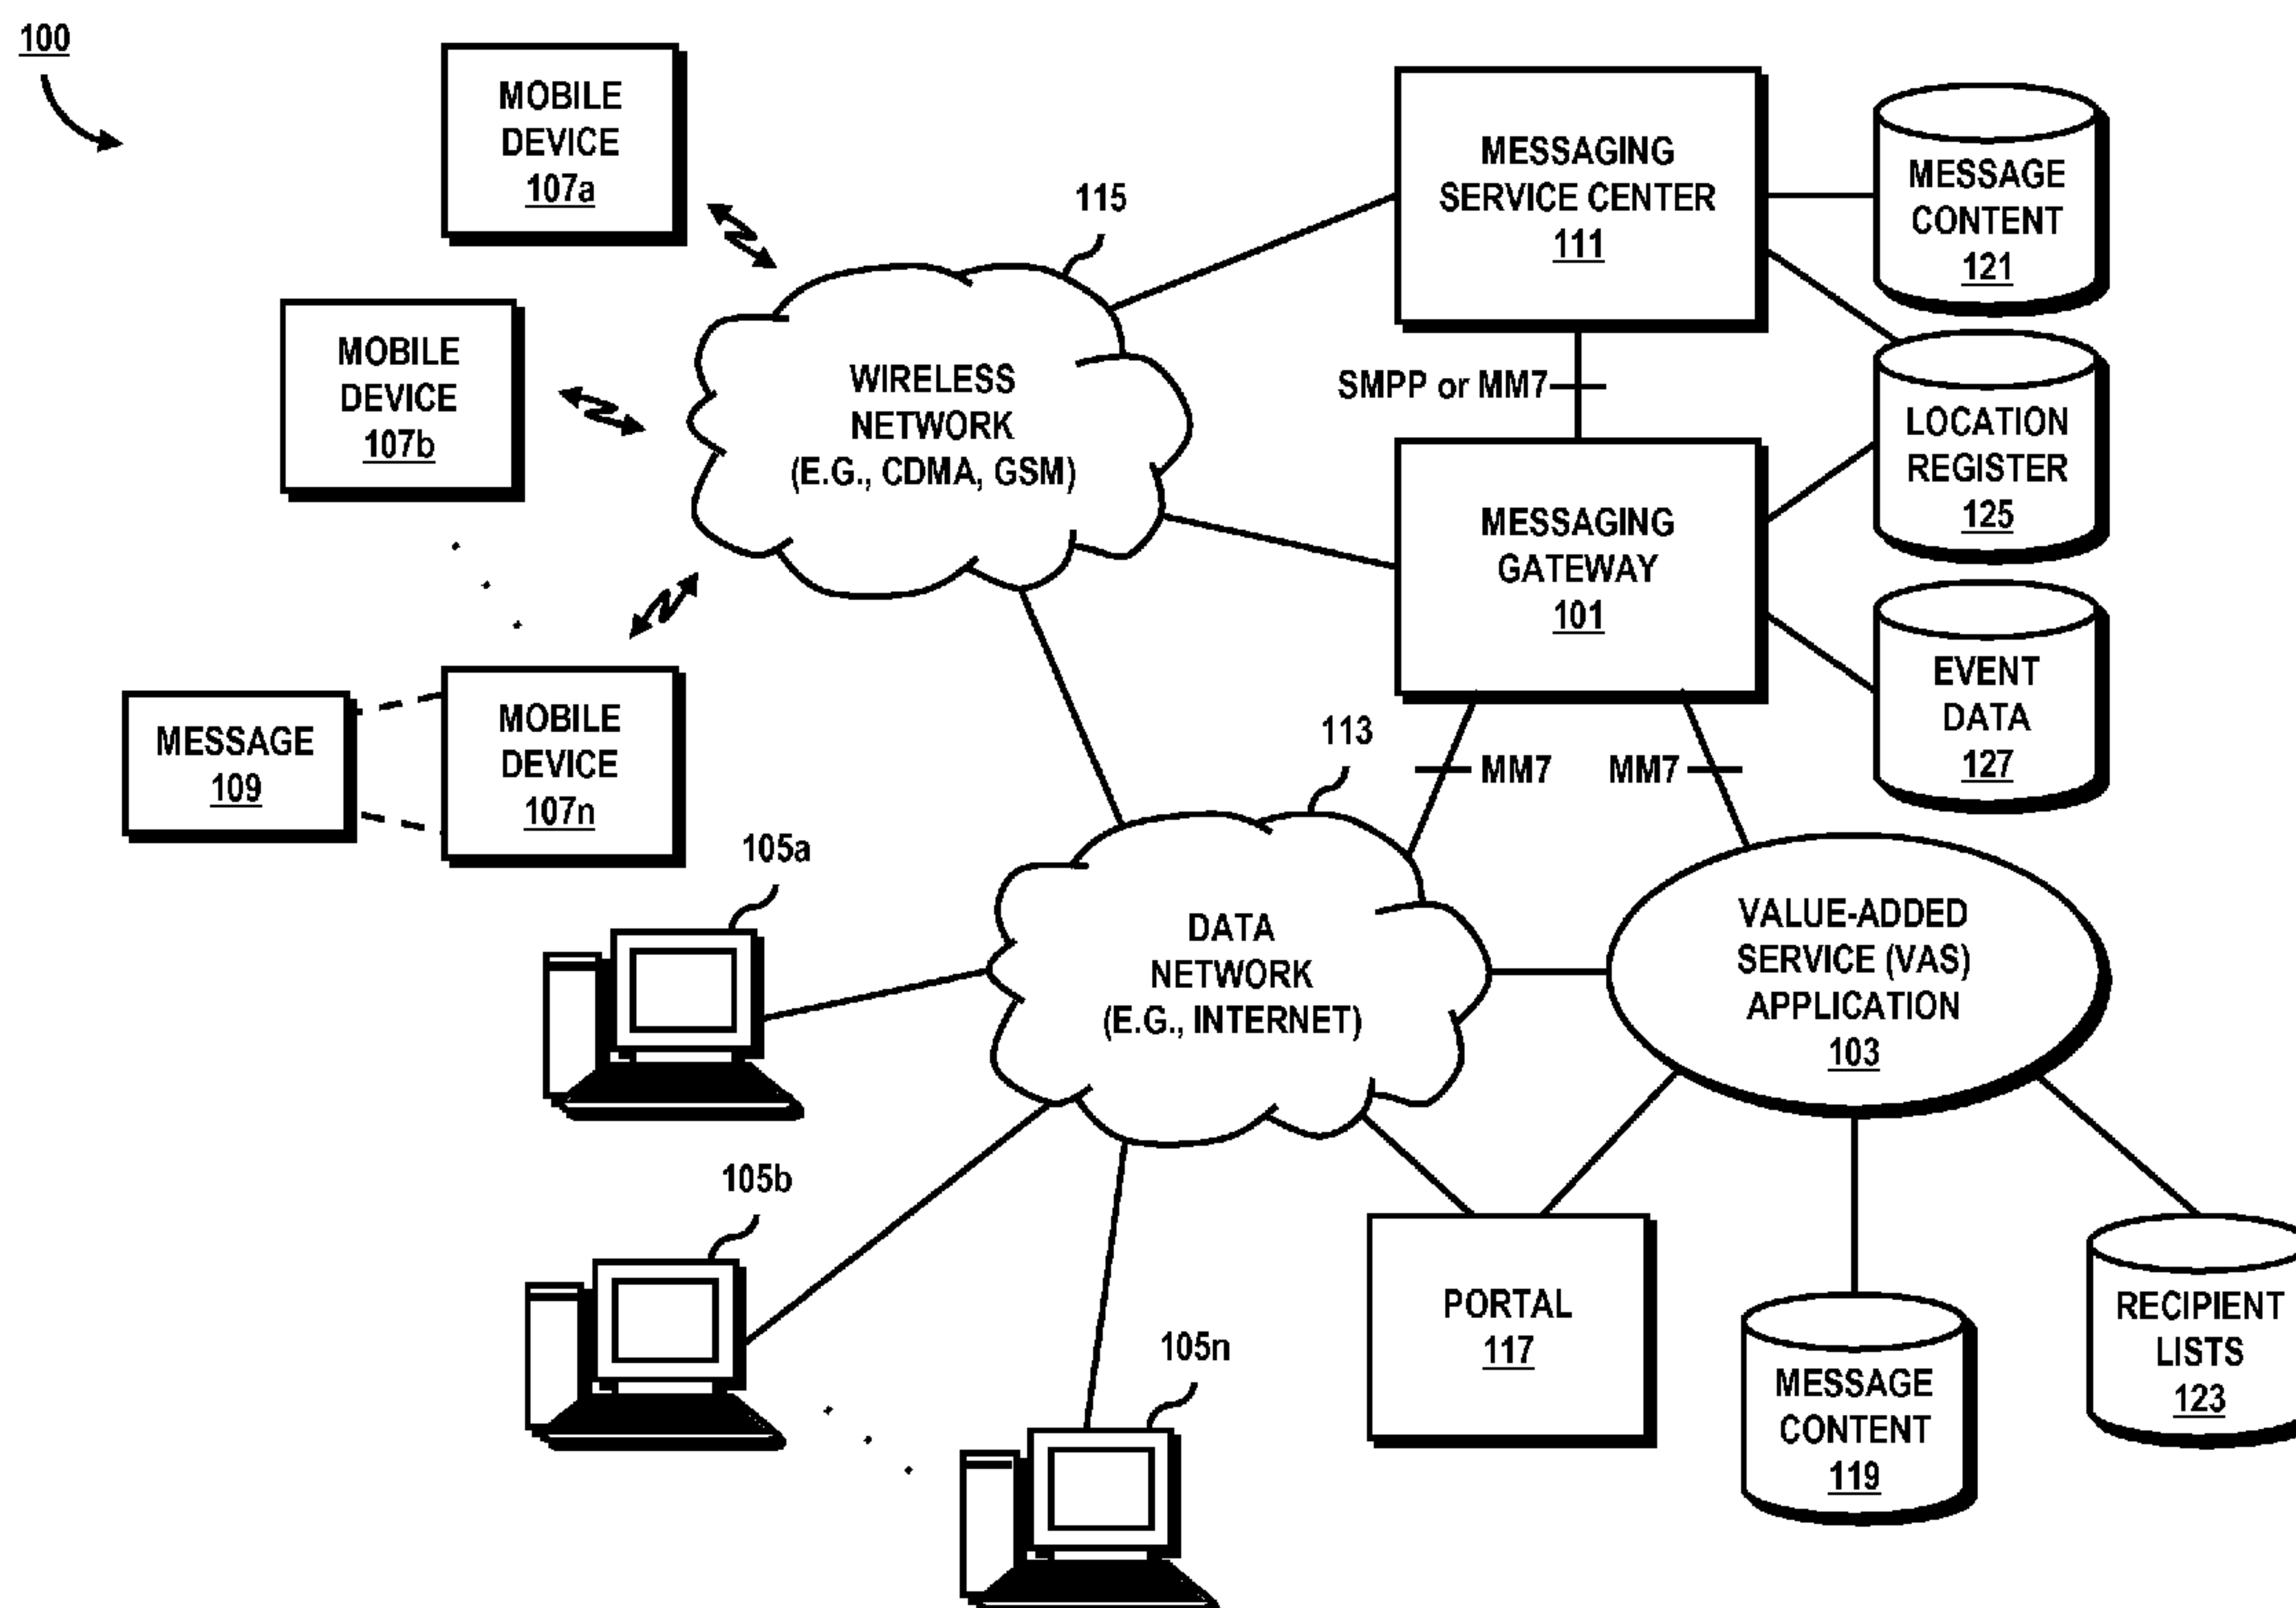 100
MOBILE
DEVICE
107a
MOBILE
DEVICE
107b
MOBILE
DEVICE
107n
MESSAGE
109
115
WIRELESS
NETWORK
(E.G., CDMA, GSM)
MESSAGING
SERVICE CENTER
111
MESSAGE
CONTENT
121
SMPP or MM7
LOCATION
REGISTER
125
MESSAGING
GATEWAY
101
EVENT
DATA
127
113
MM7
MM7
DATA
NETWORK
(E.G., INTERNET)
VALUE-ADDED
SERVICE (VAS)
APPLICATION
103
105a
105b
105n
PORTAL
117
MESSAGE
CONTENT
119
RECIPIENT
LISTS
123